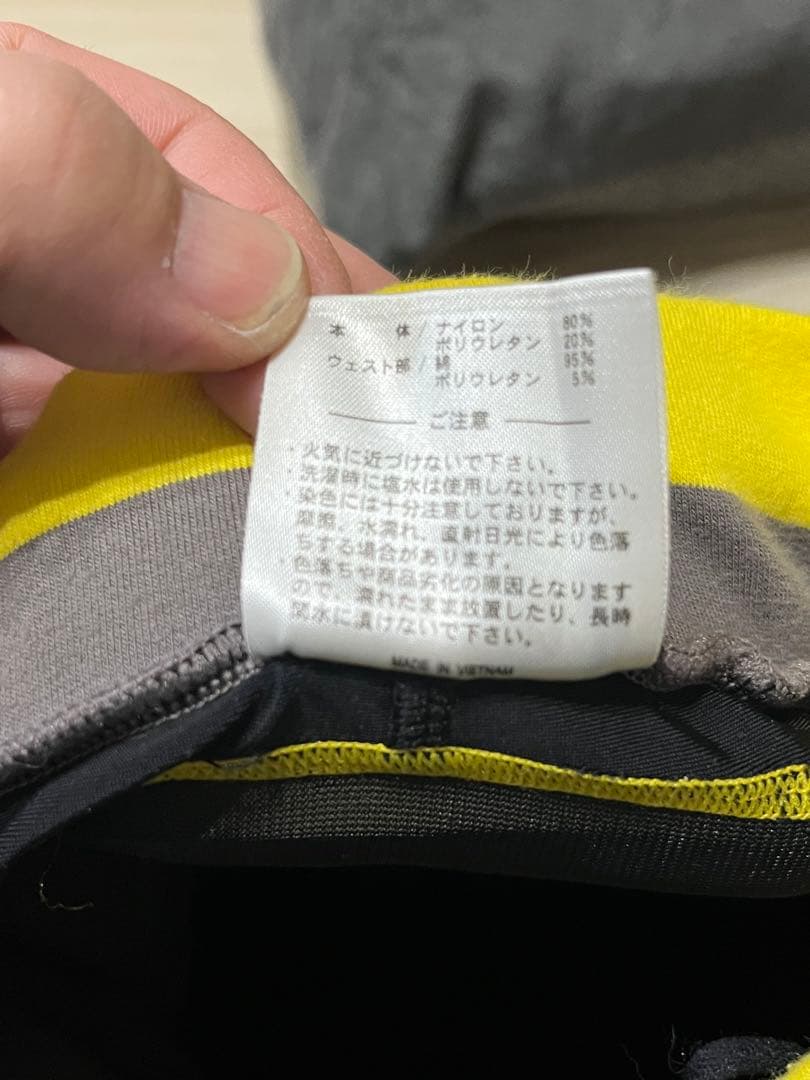 本　体 / ナイロン 80%
ポリウレタン 20%
ウェスト部 / 綿 95%
ポリウレタン 5%
ご注意
・火気に近づけないで下さい。
・洗濯時に塩水は使用しないで下さい。
・染色には十分注意しておりますが、
摩擦、水濡れ、直射日光により色落
ちする場合があります。
・色落ちや商品劣化の原因となります
ので、濡れたまま放置したり、長時
間水に漬けないで下さい。
MADE IN VIETNAM